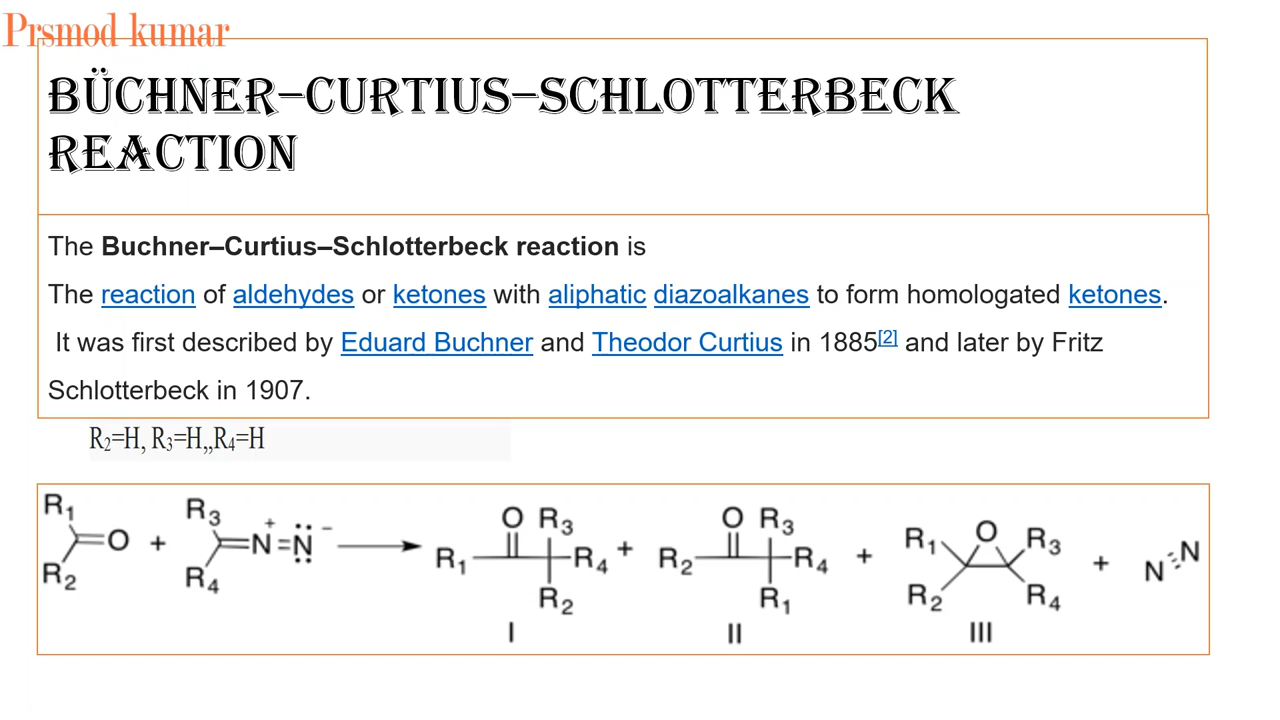 Prsmod kumar
BÜCHNER–CURTIUS–SCHLOTTERBECK
REACTION
The Buchner–Curtius–Schlotterbeck reaction is
The reaction of aldehydes or ketones with aliphatic diazoalkanes to form homologated ketones.
It was first described by Eduard Buchner and Theodor Curtius in 1885[2] and later by Fritz
Schlotterbeck in 1907.
R2=H, R3=H,,R4=H
R1 R2 =O + R3 R4 =N+=N:– → R1 O R3 R4 R2 + R2 O R3 R4 R1 + R1 R2 O R3 R4 + N N
I II III